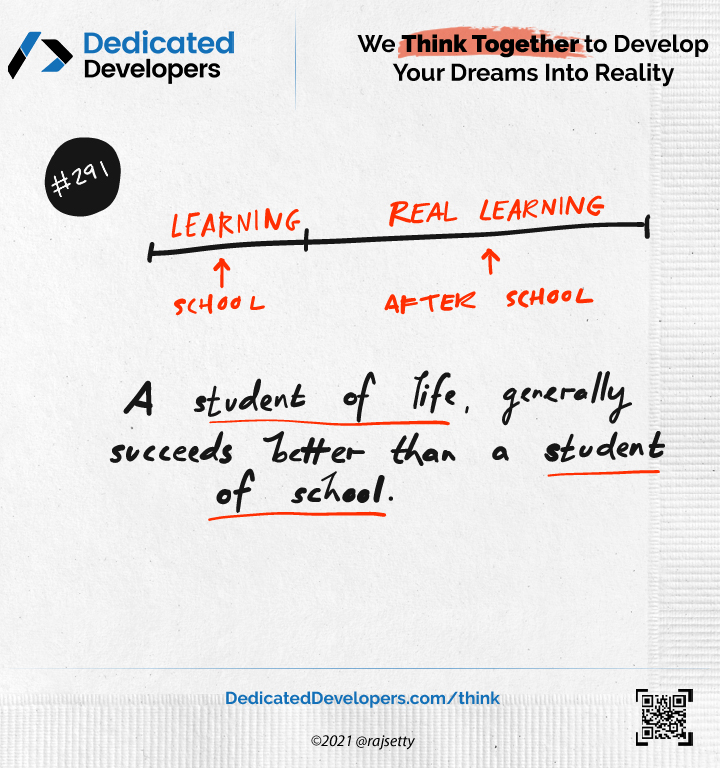 Dedicated
Developers
We Think Together to Develop
Your Dreams Into Reality
#291
LEARNING
REAL LEARNING
SCHOOL
AFTER SCHOOL
A student of life, generally
succeeds better than a student
of school.
DedicatedDevelopers.com/think
©2021 @rajsetty